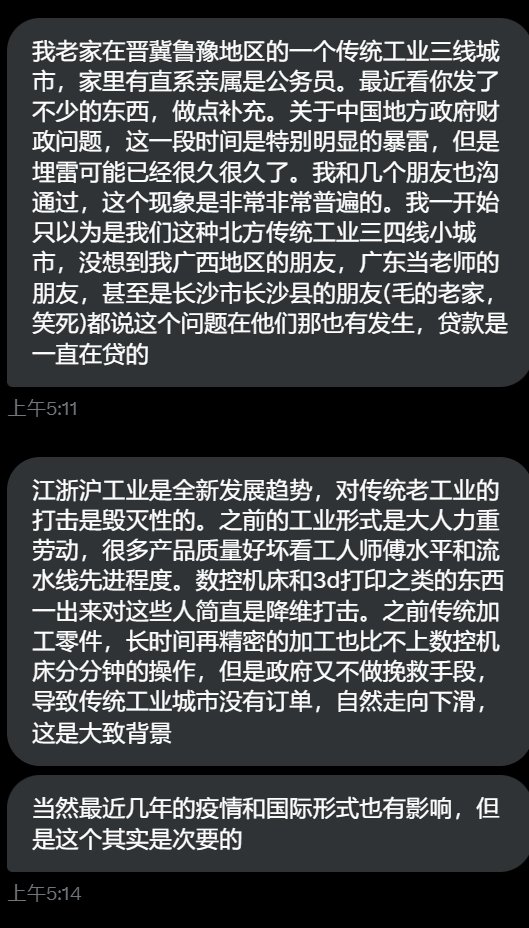 我老家在晋冀鲁豫地区的一个传统工业三线城
市，家里有直系亲属是公务员。最近看你发了
不少的东西，做点补充。关于中国地方政府财
政问题，这一段时间是特别明显的暴雷，但是
埋雷可能已经很久很久了。我和几个朋友也沟
通过，这个现象是非常非常普遍的。我一开始
只以为是我们这种北方传统工业三四线小城
市，没想到我广西地区的朋友，广东当老师的
朋友，甚至是长沙市长沙县的朋友(毛的老家，
笑死)都说这个问题在他们那也有发生，贷款是
一直在贷的
上午5:11
江浙沪工业是全新发展趋势，对传统老工业的
打击是毁灭性的。之前的工业形式是大人力重
劳动，很多产品质量好坏看工人师傅水平和流
水线先进程度。数控机床和3d打印之类的东西
一出来对这些人简直是降维打击。之前传统加
工零件，长时间再精密的加工也比不上数控机
床分分钟的操作，但是政府又不做挽救手段，
导致传统工业城市没有订单，自然走向下滑，
这是大致背景
当然最近几年的疫情和国际形式也有影响，但
是这个其实是次要的
上午5:14